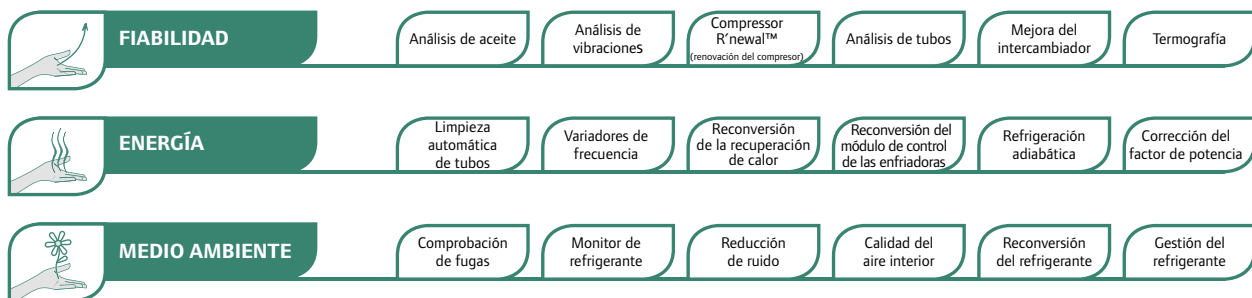 FIABILIDAD
Análisis de aceite
Análisis de
vibraciones
Compressor
R'newal™
(renovación del compresor)
Análisis de tubos
Mejora del
intercambiador
Termografía
ENERGÍA
Limpieza
automática
de tubos
Variadores de
frecuencia
Reconversión
de la recuperación
de calor
Reconversión del
módulo de control
de las enfriadoras
Refrigeración
adiabática
Corrección del
factor de potencia
MEDIO AMBIENTE
Comprobación
de fugas
Monitor de
refrigerante
Reducción
de ruido
Calidad del
aire interior
Reconversión
del refrigerante
Gestión del
refrigerante